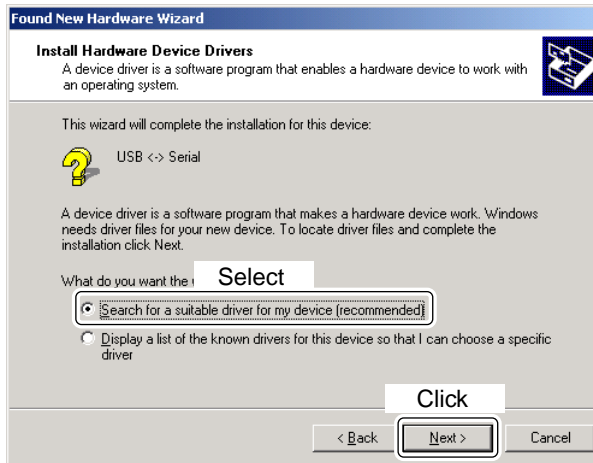 Found New Hardware Wizard
Install Hardware Device Drivers
A device driver is a software program that enables a hardware device to work with
an operating system.
This wizard will complete the installation for this device:
USB <-> Serial
A device driver is a software program that makes a hardware device work. Windows
needs driver files for your new device. To locate driver files and complete the
installation click Next.
What do you want the
Select
Search for a suitable driver for my device (recommended)
Display a list of the known drivers for this device so that I can choose a specific
driver
Click
< Back
Next >
Cancel